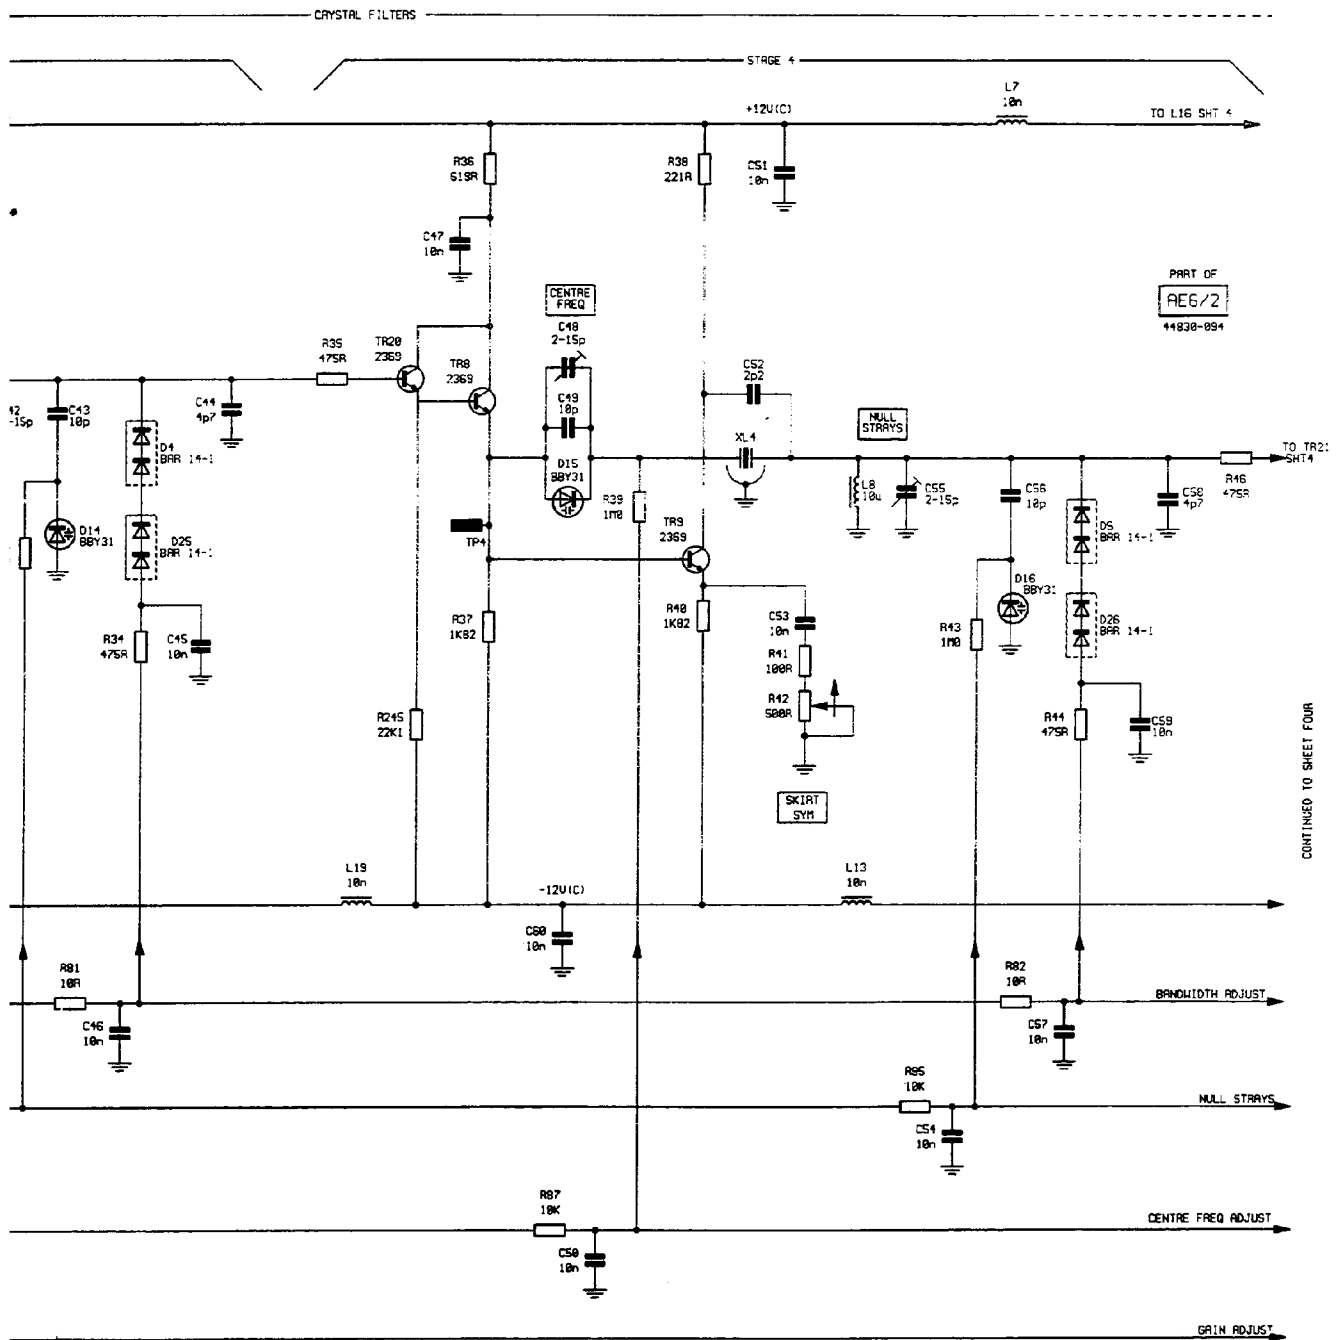 CRYSTAL FILTERS
STAGE 4
L7
10n
+12V(C)
TO L16 SHT 4
R36
619R
R38
221R
C51
10n
C47
10n
PART OF
AE6/2
44830-094
CENTRE
FREQ
C48
2-15p
R35
475R
TR20
2369
TR8
2369
C52
2p2
42
-15p
C43
10p
C44
4p7
C49
10p
NULL
STRAYS
D4
BAR 14-1
XL4
TO TR21
SHT4
D15
BBY31
R39
1M0
L8
10u
C55
2-15p
C56
10p
C58
4p7
R46
475R
D14
BBY31
D25
BAR 14-1
TP4
TR9
2369
D5
BAR 14-1
D16
BBY31
R34
475R
C45
10n
R37
1K82
R40
1K82
C53
10n
R41
100R
R43
1M0
D26
BAR 14-1
R42
500R
R245
22K1
R44
475R
C59
10n
SKIRT
SYM
CONTINUED TO SHEET FOUR
L19
10n
-12V(C)
L13
10n
C60
10n
R81
10R
R82
10R
BANDWIDTH ADJUST
C46
10n
C57
10n
R95
10K
NULL STRAYS
C54
10n
R87
10K
CENTRE FREQ ADJUST
C50
10n
GAIN ADJUST